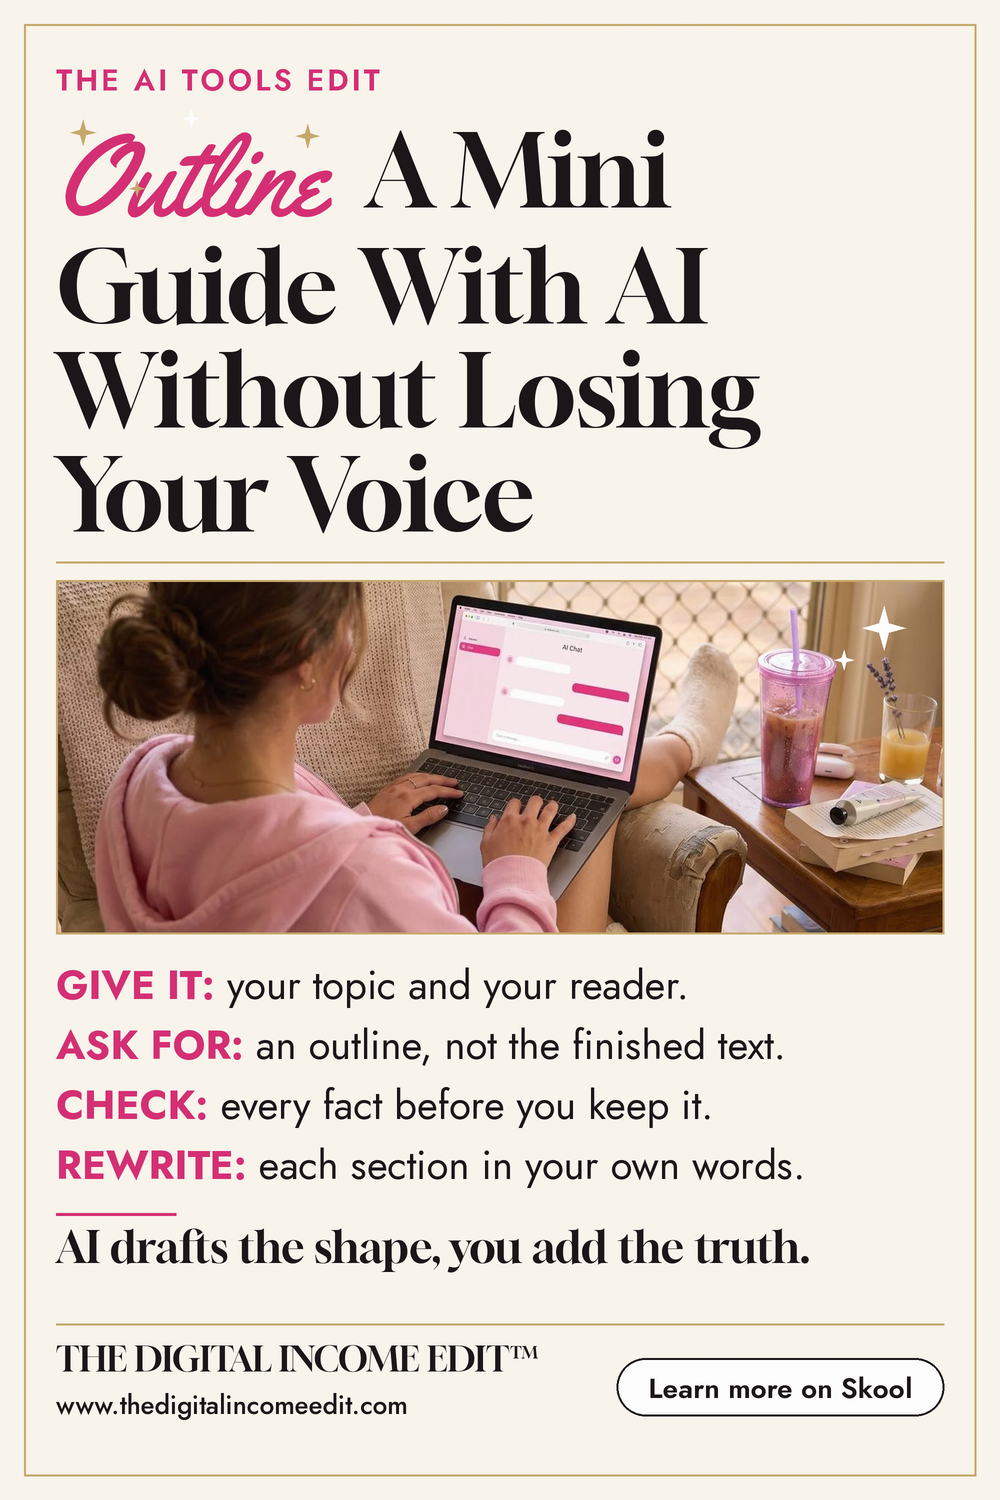 THE AI TOOLS EDIT
Outline A Mini
Guide With AI
Without Losing
Your Voice
AI Chat
GIVE IT: your topic and your reader.
ASK FOR: an outline, not the finished text.
CHECK: every fact before you keep it.
REWRITE: each section in your own words.
AI drafts the shape, you add the truth.
THE DIGITAL INCOME EDIT™
www.thedigitalincomeedit.com
Learn more on Skool